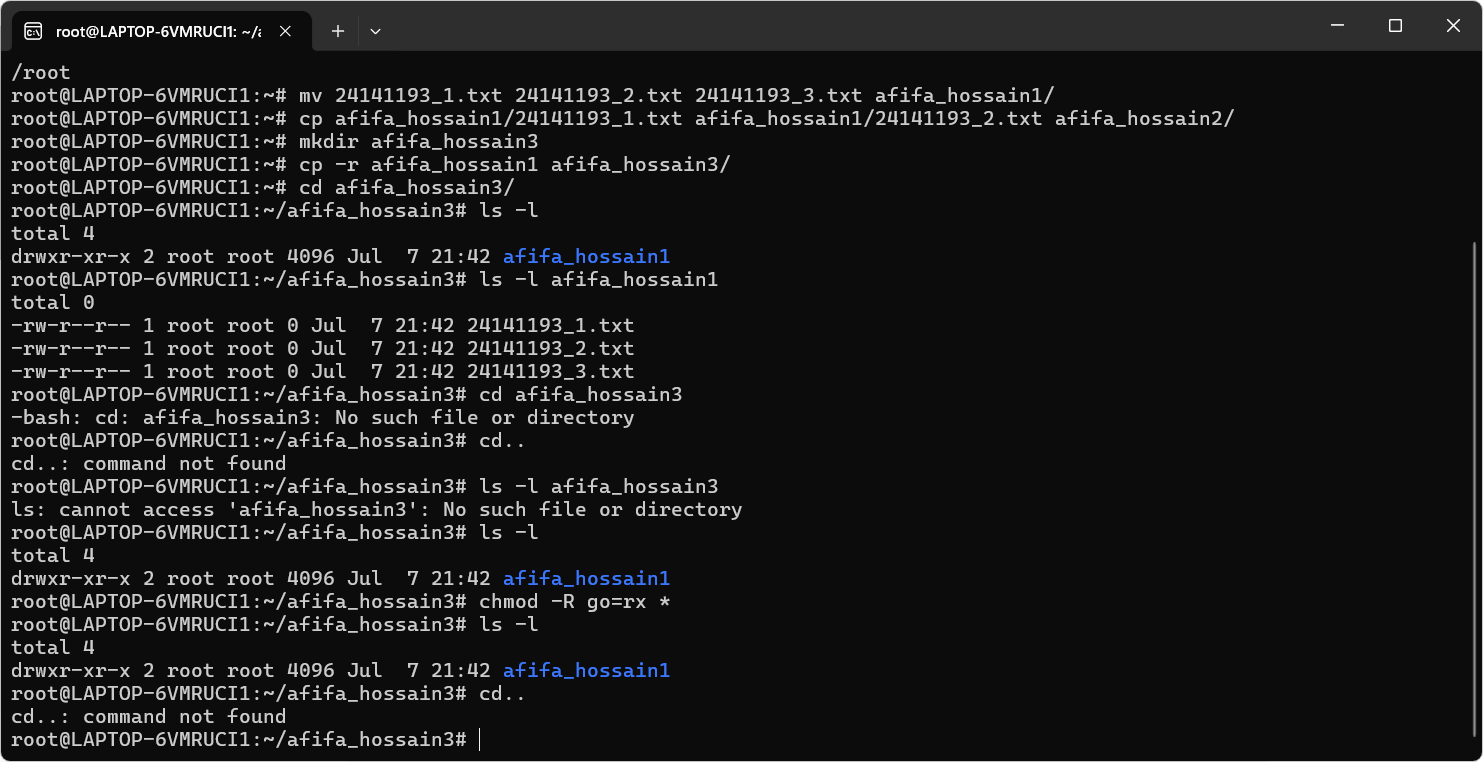 root@LAPTOP-6VMRUCI1: ~/a
/root
root@LAPTOP-6VMRUCI1:~# mv 24141193_1.txt 24141193_2.txt 24141193_3.txt afifa_hossain1/
root@LAPTOP-6VMRUCI1:~# cp afifa_hossain1/24141193_1.txt afifa_hossain1/24141193_2.txt afifa_hossain2/
root@LAPTOP-6VMRUCI1:~# mkdir afifa_hossain3
root@LAPTOP-6VMRUCI1:~# cp -r afifa_hossain1 afifa_hossain3/
root@LAPTOP-6VMRUCI1:~# cd afifa_hossain3/
root@LAPTOP-6VMRUCI1:~/afifa_hossain3# ls -l
total 4
drwxr-xr-x 2 root root 4096 Jul  7 21:42 afifa_hossain1
root@LAPTOP-6VMRUCI1:~/afifa_hossain3# ls -l afifa_hossain1
total 0
-rw-r--r-- 1 root root 0 Jul  7 21:42 24141193_1.txt
-rw-r--r-- 1 root root 0 Jul  7 21:42 24141193_2.txt
-rw-r--r-- 1 root root 0 Jul  7 21:42 24141193_3.txt
root@LAPTOP-6VMRUCI1:~/afifa_hossain3# cd afifa_hossain3
-bash: cd: afifa_hossain3: No such file or directory
root@LAPTOP-6VMRUCI1:~/afifa_hossain3# cd..
cd..: command not found
root@LAPTOP-6VMRUCI1:~/afifa_hossain3# ls -l afifa_hossain3
ls: cannot access 'afifa_hossain3': No such file or directory
root@LAPTOP-6VMRUCI1:~/afifa_hossain3# ls -l
total 4
drwxr-xr-x 2 root root 4096 Jul  7 21:42 afifa_hossain1
root@LAPTOP-6VMRUCI1:~/afifa_hossain3# chmod -R go=rx *
root@LAPTOP-6VMRUCI1:~/afifa_hossain3# ls -l
total 4
drwxr-xr-x 2 root root 4096 Jul  7 21:42 afifa_hossain1
root@LAPTOP-6VMRUCI1:~/afifa_hossain3# cd..
cd..: command not found
root@LAPTOP-6VMRUCI1:~/afifa_hossain3#